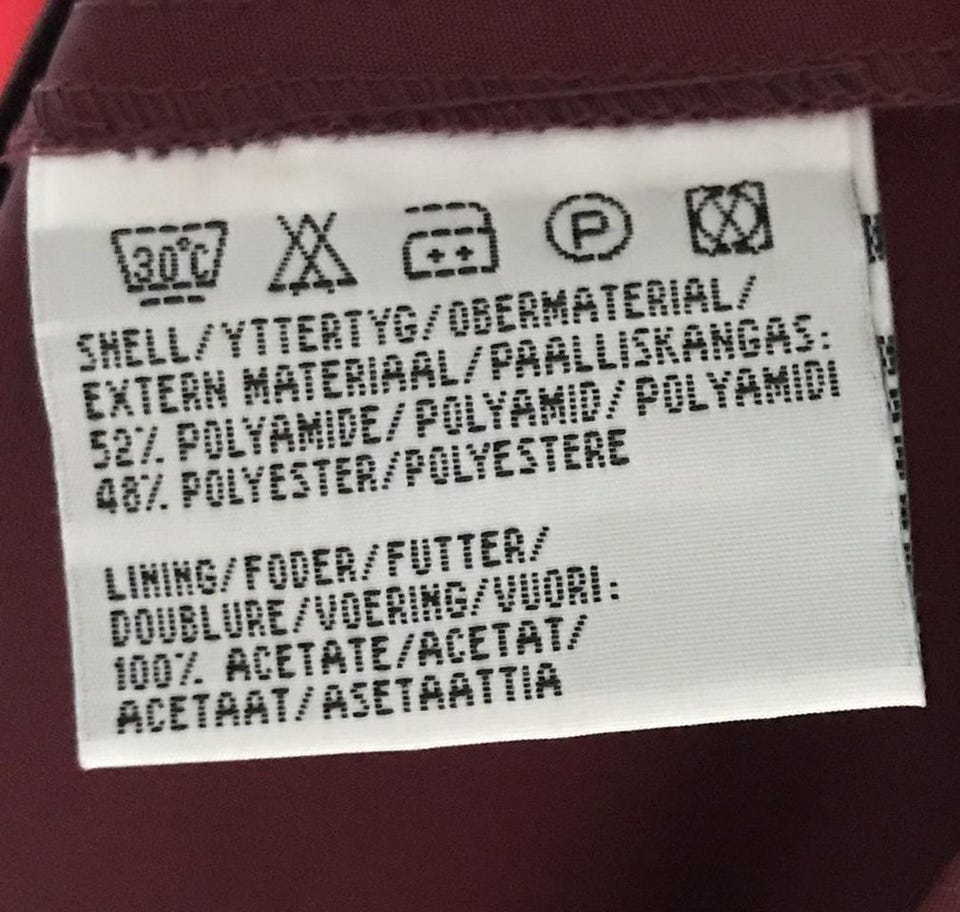 30°C
P
SHELL/YTTERTYG/OBERMATERIAL/
EXTERN MATERIAAL/PAALLISKANGAS:
52% POLYAMIDE/POLYAMID/POLYAMIDI
48% POLYESTER/POLYESTERE
LINING/FODER/FUTTER/
DOUBLURE/VOERING/VUORI:
100% ACETATE/ACETAT/
ACETAAT/ASETAATTIA